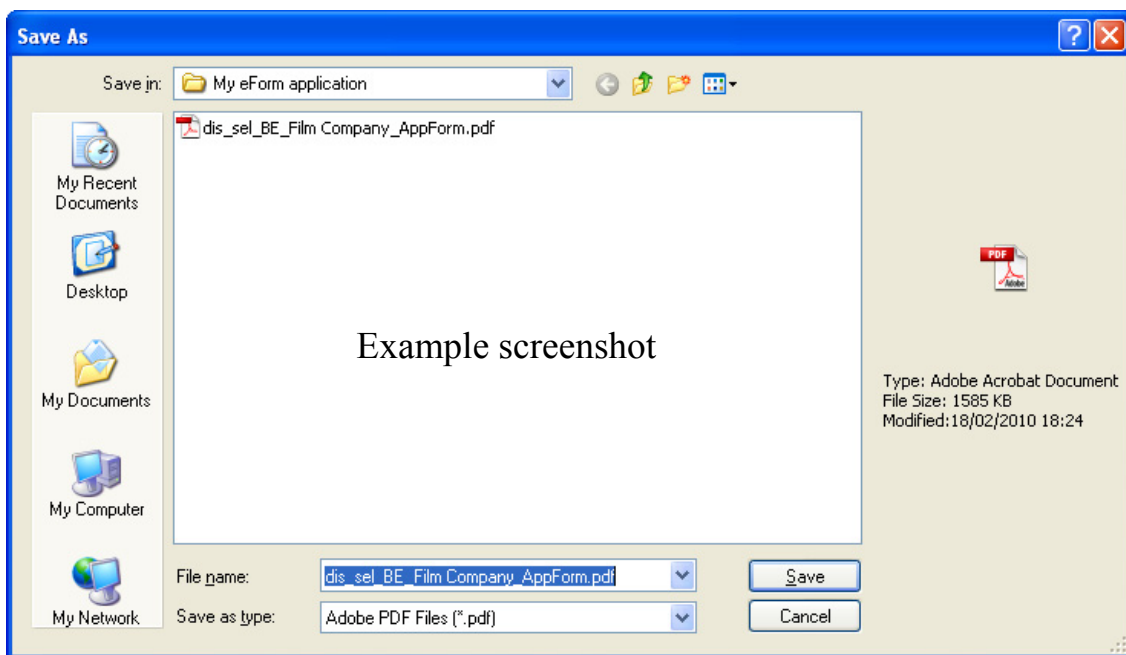 Save As
Save in:
My eForm application
dis_sel_BE_Film Company_AppForm.pdf
My Recent
Documents
Desktop
My Documents
My Computer
My Network
Example screenshot
PDF
Adobe
Type: Adobe Acrobat Document
File Size: 1585 KB
Modified:18/02/2010 18:24
File name:
dis_sel_BE_Film Company_AppForm.pdf
Save
Save as type:
Adobe PDF Files (*.pdf)
Cancel